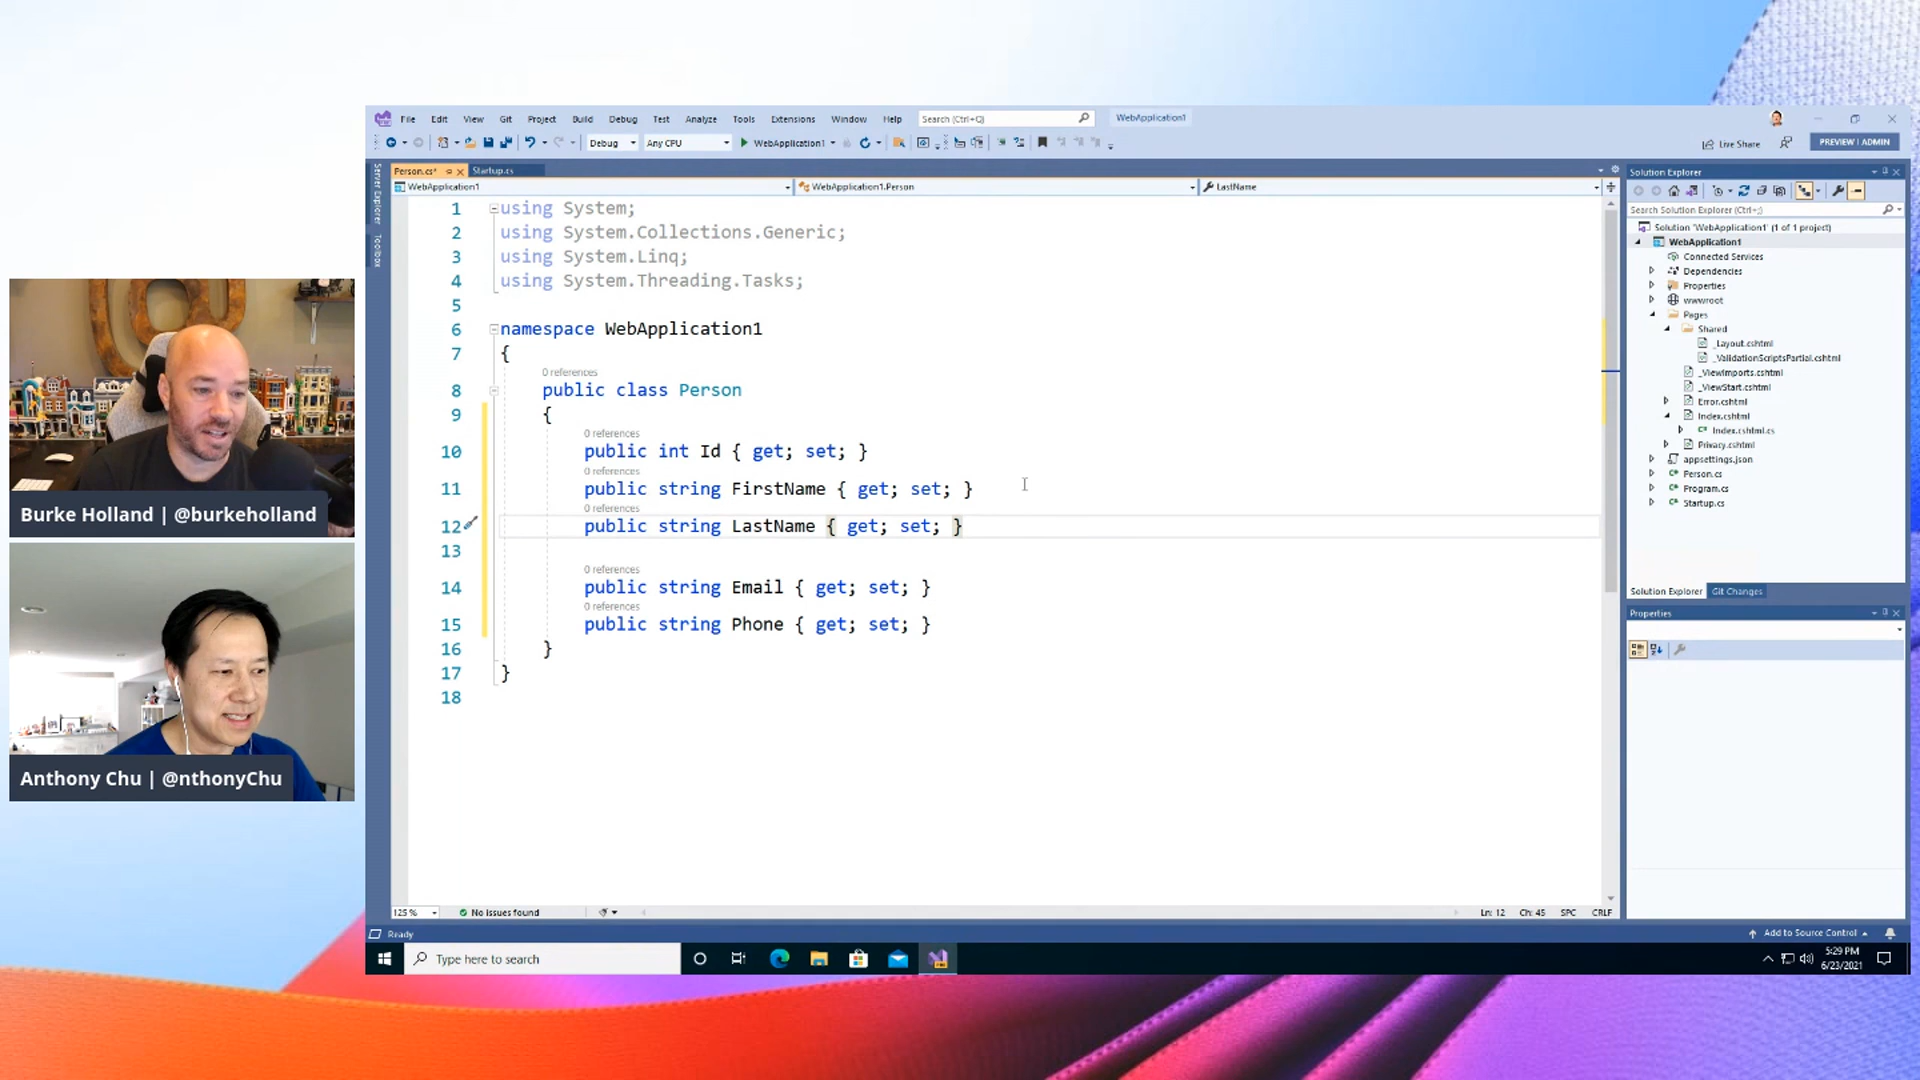 File Edit View Git Project Build Debug Test Analyze Tools Extensions Window Help Search (Ctrl+Q) WebApplication1
Debug Any CPU WebApplication1 Live Share PREVIEW | ADMIN
Server Explorer
Toolbox
Person.cs* Startup.cs
WebApplication1 WebApplication1.Person LastName
1 using System;
2 using System.Collections.Generic;
3 using System.Linq;
4 using System.Threading.Tasks;
5
6 namespace WebApplication1
7 {
0 references
8 public class Person
9 {
0 references
10 public int Id { get; set; }
0 references
11 public string FirstName { get; set; }
0 references
12 public string LastName { get; set; }
13
0 references
14 public string Email { get; set; }
0 references
15 public string Phone { get; set; }
16 }
17 }
18
125 % No issues found Ln: 12 Ch: 45 SPC CRLF
Solution Explorer
Search Solution Explorer (Ctrl+;)
Solution 'WebApplication1' (1 of 1 project)
WebApplication1
Connected Services
Dependencies
Properties
wwwroot
Pages
Shared
_Layout.cshtml
_ValidationScriptsPartial.cshtml
_ViewImports.cshtml
_ViewStart.cshtml
Error.cshtml
Index.cshtml
Index.cshtml.cs
Privacy.cshtml
appsettings.json
Person.cs
Program.cs
Startup.cs
Solution Explorer Git Changes
Properties
Ready Add to Source Control
Type here to search
5:29 PM
6/23/2021
Burke Holland | @burkeholland
Anthony Chu | @nthonyChu